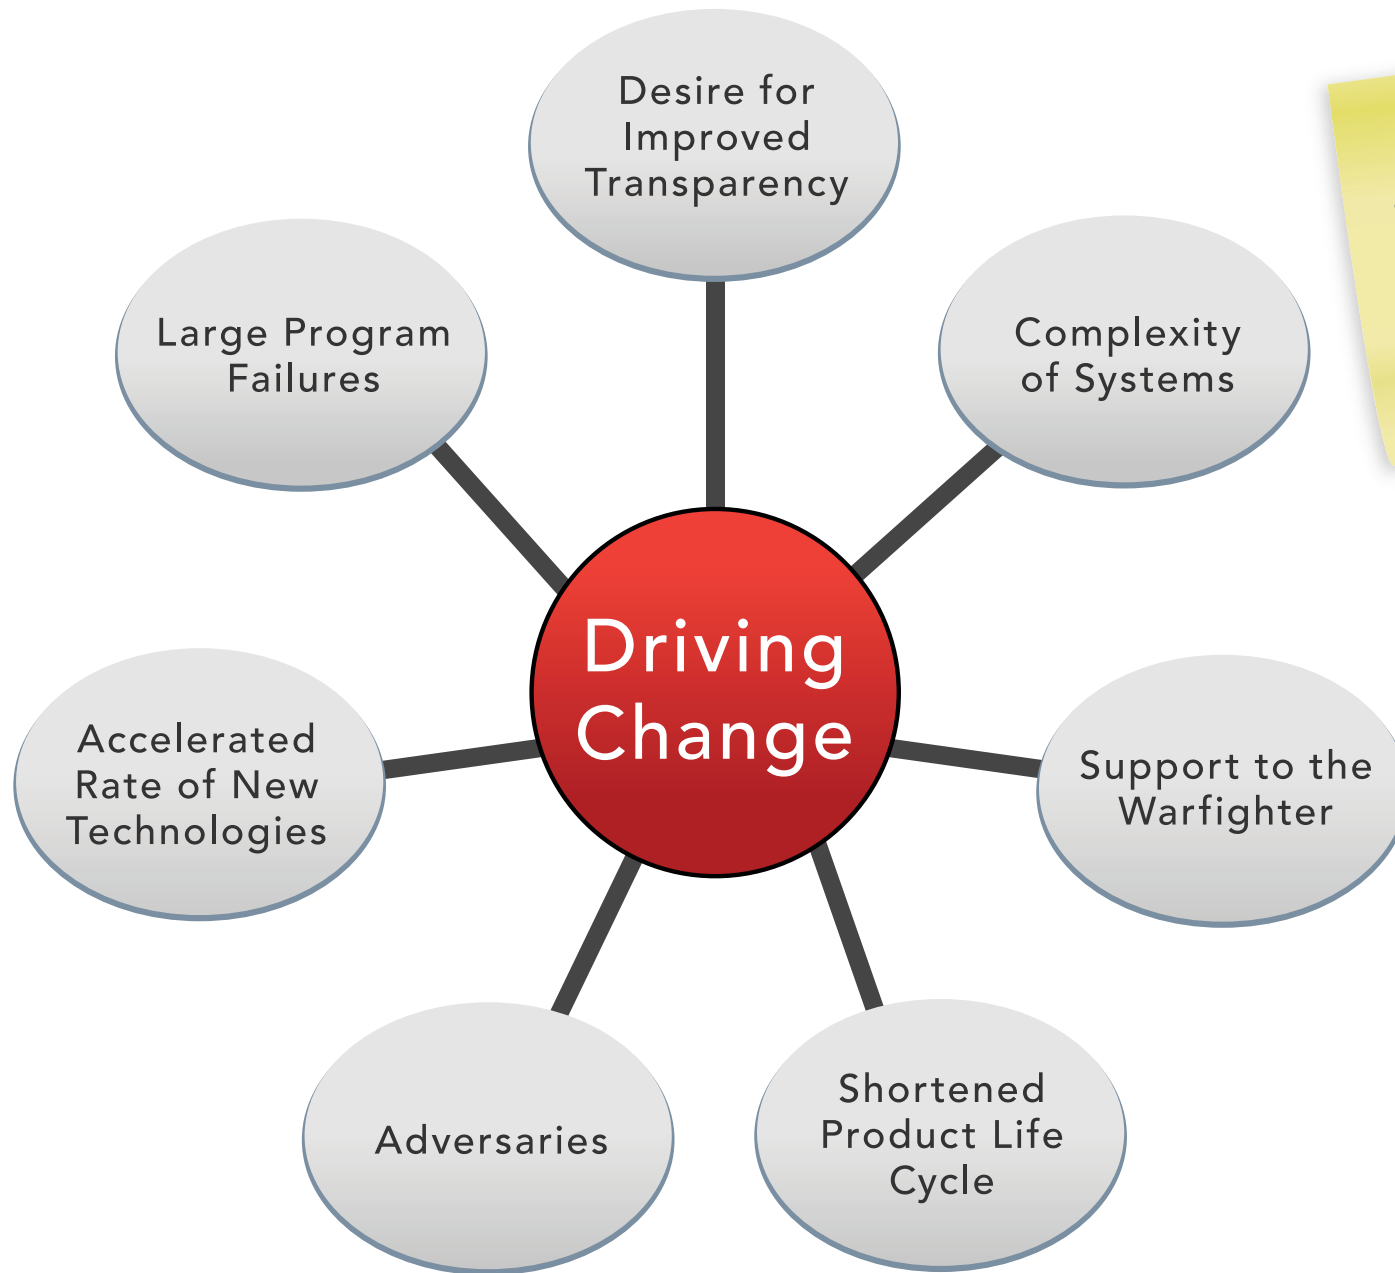 Desire for
Improved
Transparency
Large Program
Failures
Complexity
of Systems
Driving
Change
Accelerated
Rate of New
Technologies
Support to the
Warfighter
Adversaries
Shortened
Product Life
Cycle